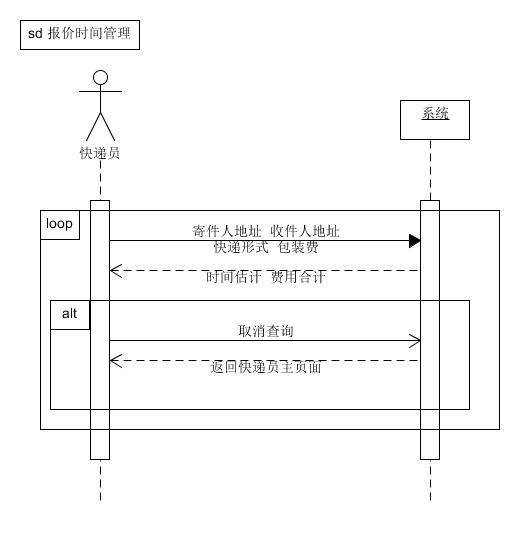 sd 报价时间管理
快递员
系统
loop
寄件人地址 收件人地址
快递形式 包装费
时间估计 费用合计
alt
取消查询
返回快递员主页面